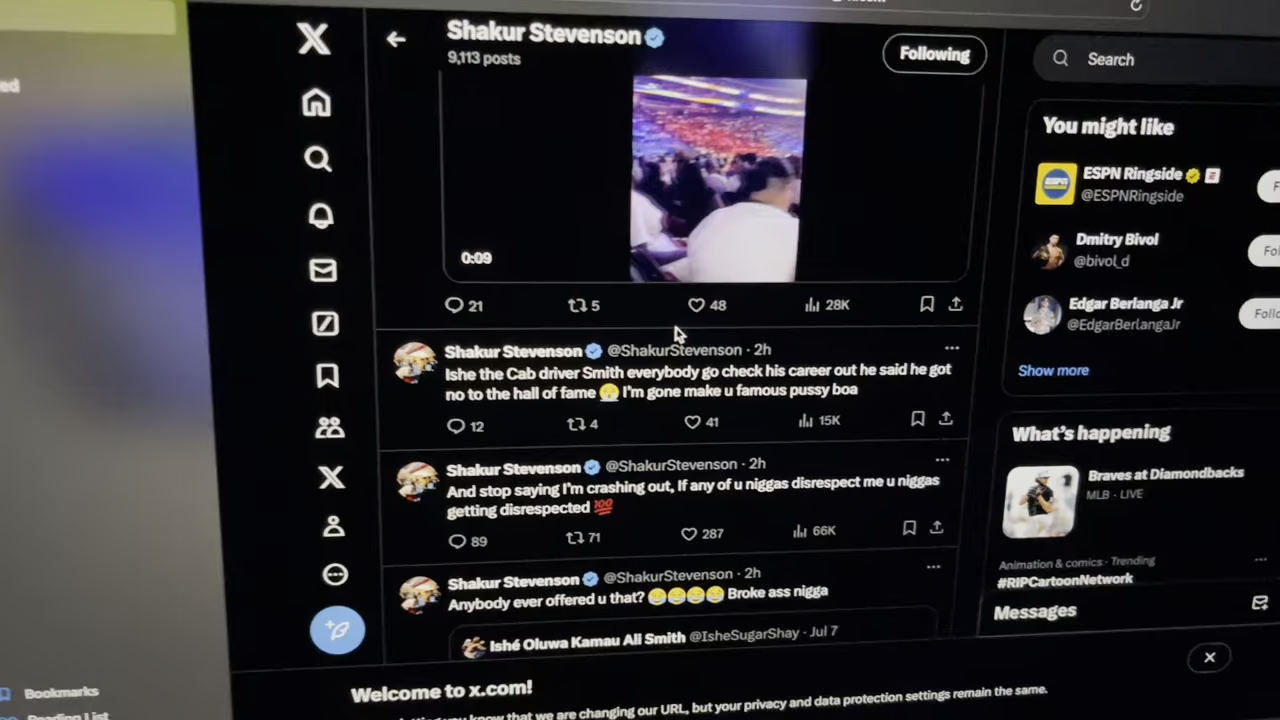 ed
Shakur Stevenson
9,113 posts
Following
0:09
21
5
48
28K
Shakur Stevenson @ShakurStevenson · 2h
Ishe the Cab driver Smith everybody go check his career out he said he got
no to the hall of fame 🤣 I'm gone make u famous pussy boa
12
4
41
15K
Shakur Stevenson @ShakurStevenson · 2h
And stop saying I'm crashing out, If any of u niggas disrespect me u niggas
getting disrespected 💯
89
71
287
66K
Shakur Stevenson @ShakurStevenson · 2h
Anybody ever offered u that? 😂😂😂😂 Broke ass nigga
Ishé Oluwa Kamau Ali Smith @IsheSugarShay · Jul 7
Welcome to x.com!
know that we are changing our URL, but your privacy and data protection settings remain the same.
Search
You might like
ESPN Ringside
@ESPNRingside
F
Dmitry Bivol
@bivol_d
Fol
Edgar Berlanga Jr
@EdgarBerlangaJr
Follo
Show more
What's happening
Braves at Diamondbacks
MLB · LIVE
Animation & comics · Trending
#RIPCartoonNetwork
Messages
Bookmarks
Reading List